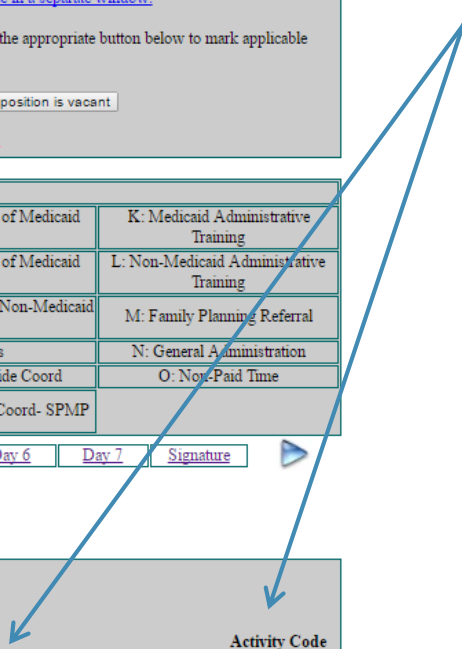 e in a separate window.
the appropriate button below to mark applicable
position is vacant
of Medicaid
K: Medicaid Administrative
Training
of Medicaid
L: Non-Medicaid Administrative
Training
Non-Medicaid
M: Family Planning Referral
s
N: General Administration
ide Coord
O: Non-Paid Time
Coord- SPMP
Day 6
Day 7
Signature
Activity Code